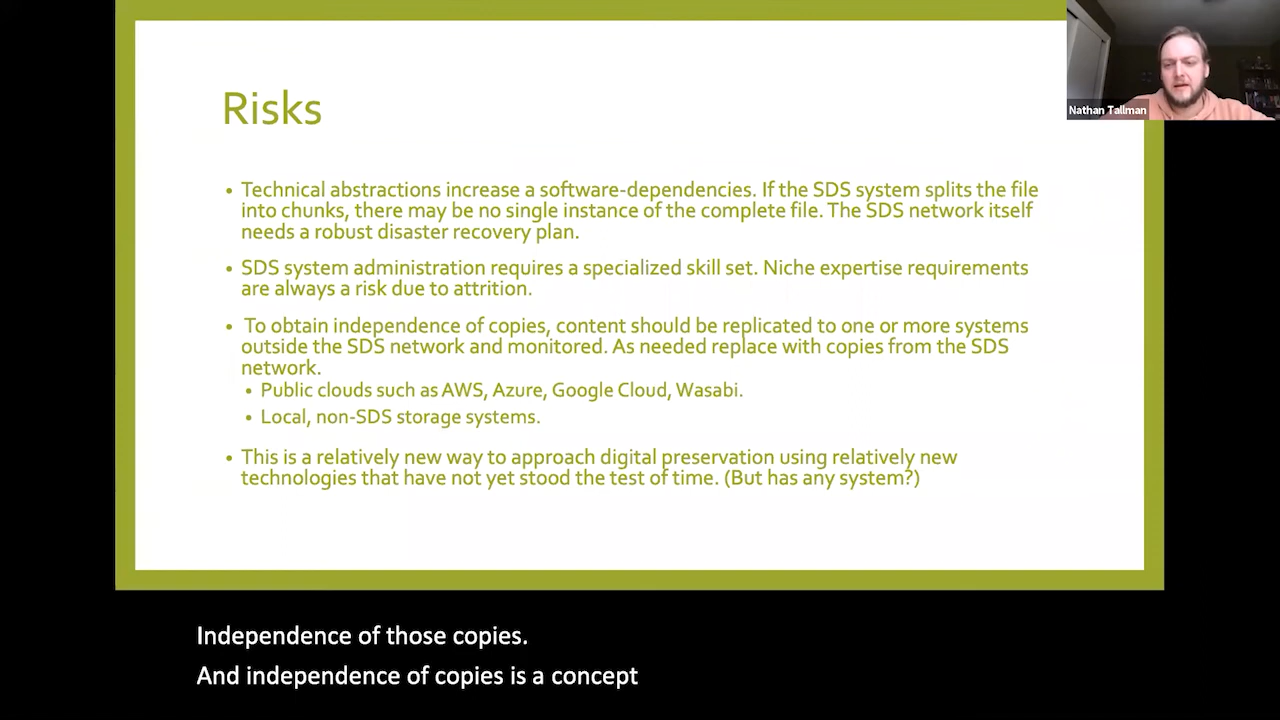 Risks
Nathan Tallman
• Technical abstractions increase a software-dependencies. If the SDS system splits the file
into chunks, there may be no single instance of the complete file. The SDS network itself
needs a robust disaster recovery plan.
• SDS system administration requires a specialized skill set. Niche expertise requirements
are always a risk due to attrition.
• To obtain independence of copies, content should be replicated to one or more systems
outside the SDS network and monitored. As needed replace with copies from the SDS
network.
• Public clouds such as AWS, Azure, Google Cloud, Wasabi.
• Local, non-SDS storage systems.
• This is a relatively new way to approach digital preservation using relatively new
technologies that have not yet stood the test of time. (But has any system?)
Independence of those copies.
And independence of copies is a concept